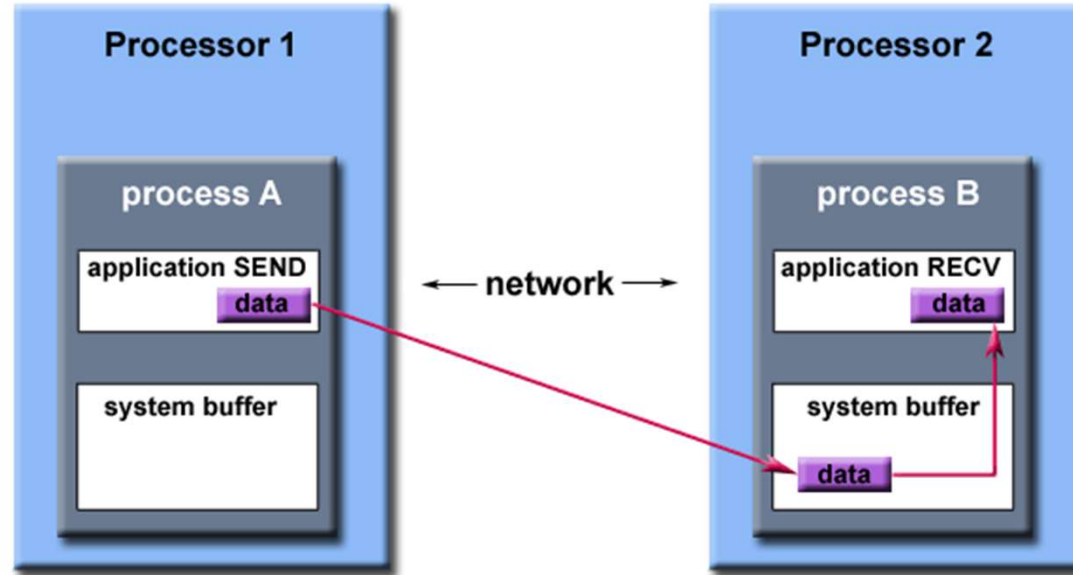 Processor 1
process A
application SEND
data
system buffer
network
Processor 2
process B
application RECV
data
system buffer
data